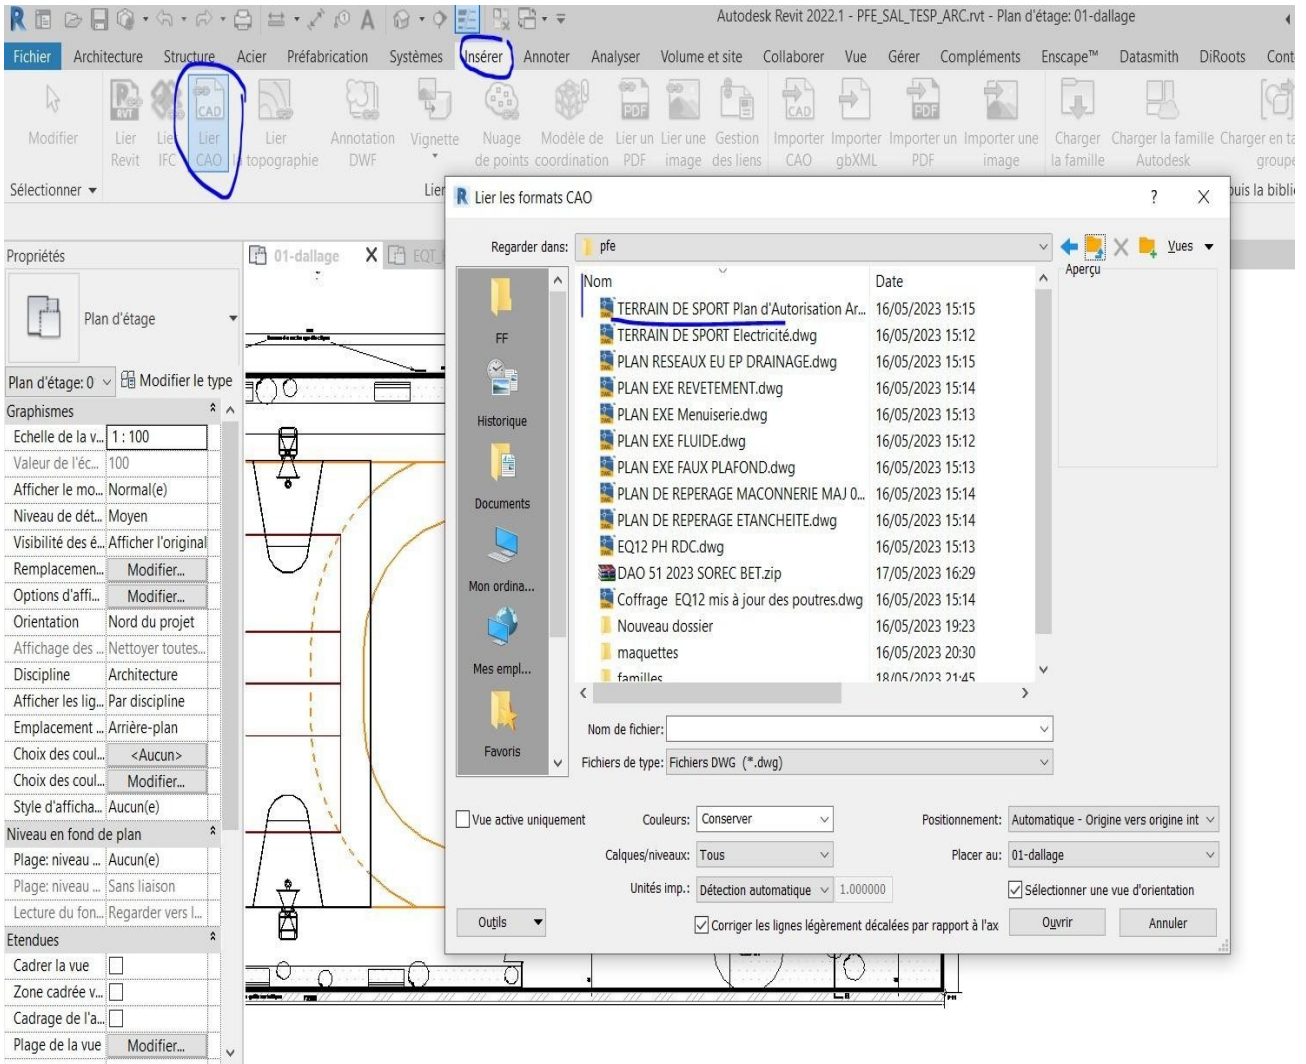 Autodesk Revit 2022.1 - PFE_SAL_TESP_ARC.rvt - Plan d'étage: 01-dallage
Fichier Architecture Structure Acier Préfabrication Systèmes Insérer Annoter Analyser Volume et site Collaborer Vue Gérer Compléments Enscape™ Datasmith DiRoots Cont
Modifier Lier Revit Lie IFC Lier CAO topographie Lier Annotation DWF Vignette Nuage de points Modèle de coordination Lier un PDF Lier une image Gestion des liens Importer CAO Importer gbXML Importer un PDF Importer une image Charger la famille Charger la famille Autodesk Charger en ta groupe
Sélectionner Lier puis la biblio
Lier les formats CAO
Regarder dans: pfe Vues
Propriétés
01-dallage
Plan d'étage
Plan d'étage: 0 Modifier le type
Graphismes
Echelle de la v... 1 : 100
Valeur de l'éc... 100
Afficher le mo... Normal(e)
Niveau de dét... Moyen
Visibilité des é... Afficher l'original
Remplacemen... Modifier...
Options d'affi... Modifier...
Orientation Nord du projet
Affichage des ... Nettoyer toutes...
Discipline Architecture
Afficher les lig... Par discipline
Emplacement ... Arrière-plan
Choix des coul... <Aucun>
Choix des coul... Modifier...
Style d'afficha... Aucun(e)
Niveau en fond de plan
Plage: niveau ... Aucun(e)
Plage: niveau ... Sans liaison
Lecture du fon... Regarder vers l...
Etendues
Cadrer la vue
Zone cadrée v...
Cadrage de l'a...
Plage de la vue Modifier...
FF
Historique
Documents
Mon ordina...
Mes empl...
Favoris
Nom Date
TERRAIN DE SPORT Plan d'Autorisation Ar... 16/05/2023 15:15
TERRAIN DE SPORT Electricité.dwg 16/05/2023 15:12
PLAN RESEAUX EU EP DRAINAGE.dwg 16/05/2023 15:15
PLAN EXE REVETEMENT.dwg 16/05/2023 15:14
PLAN EXE Menuiserie.dwg 16/05/2023 15:13
PLAN EXE FLUIDE.dwg 16/05/2023 15:12
PLAN EXE FAUX PLAFOND.dwg 16/05/2023 15:13
PLAN DE REPERAGE MACONNERIE MAJ 0... 16/05/2023 15:14
PLAN DE REPERAGE ETANCHEITE.dwg 16/05/2023 15:14
EQ12 PH RDC.dwg 16/05/2023 15:13
DAO 51 2023 SOREC BET.zip 17/05/2023 16:29
Coffrage EQ12 mis à jour des poutres.dwg 16/05/2023 15:14
Nouveau dossier 16/05/2023 19:23
maquettes 16/05/2023 20:30
familles 18/05/2023 21:45
Aperçu
Nom de fichier:
Fichiers de type: Fichiers DWG (*.dwg)
Vue active uniquement
Couleurs: Conserver
Calques/niveaux: Tous
Unités imp.: Détection automatique 1.000000
Corriger les lignes légèrement décalées par rapport à l'ax
Positionnement: Automatique - Origine vers origine int
Placer au: 01-dallage
Sélectionner une vue d'orientation
Outils Ouvrir Annuler